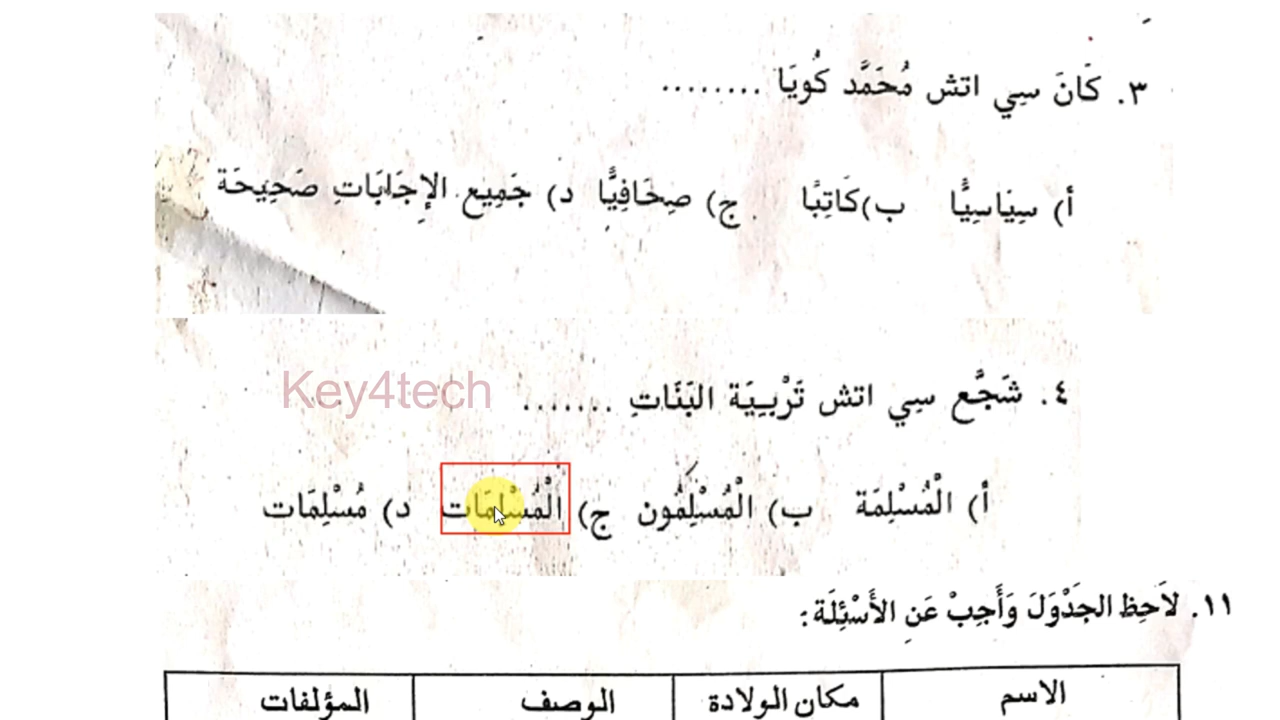 ٣. كَانَ سِي اتش مُحَمَّد كُويَا ........
أ) سِيَاسِيًّا ب)كَاتِبًا ج) صِحَافِيًّا د) جَمِيع الإِجَابَاتِ صَحِيحَة
Key4tech
٤. شَجَّع سِي اتش تَرْبِيَة البَنَاتِ .......
أ) الْمُسْلِمَة ب) الْمُسْلِمُون ج) الْمُسْلِمَات د) مُسْلِمَات
١١. لاَحِظ الجَدْوَلَ وَأَجِبْ عَنِ الأَسْئِلَة:
الاسم مكان الولادة الوصف المؤلفات